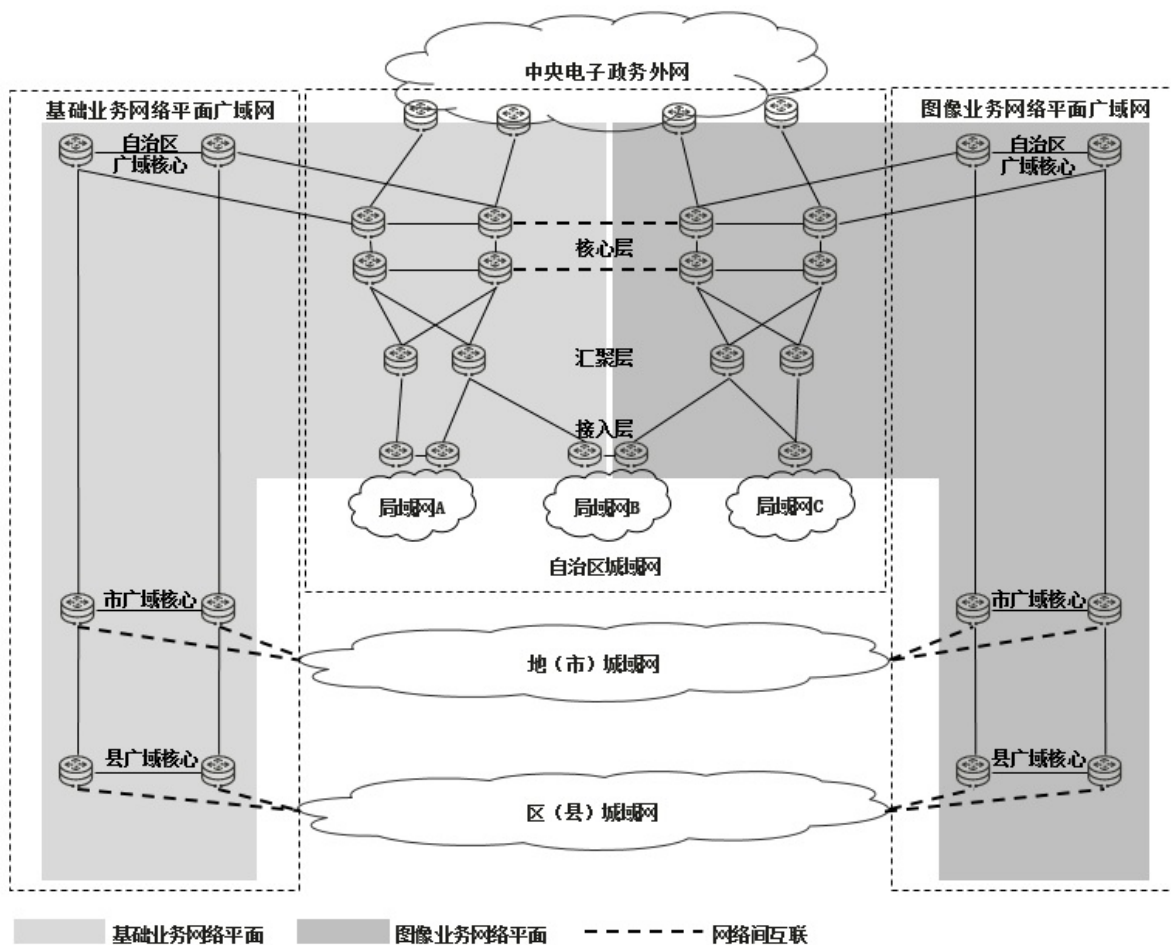 中央电子政务外网
基础业务网络平面广域网
图像业务网络平面广域网
自治区
广域核心
自治区
广域核心
核心层
汇聚层
接入层
局域网A
局域网B
局域网C
自治区城域网
市广域核心
市广域核心
地（市）城域网
县广域核心
县广域核心
区（县）城域网
基础业务网络平面
图像业务网络平面
网络间互联